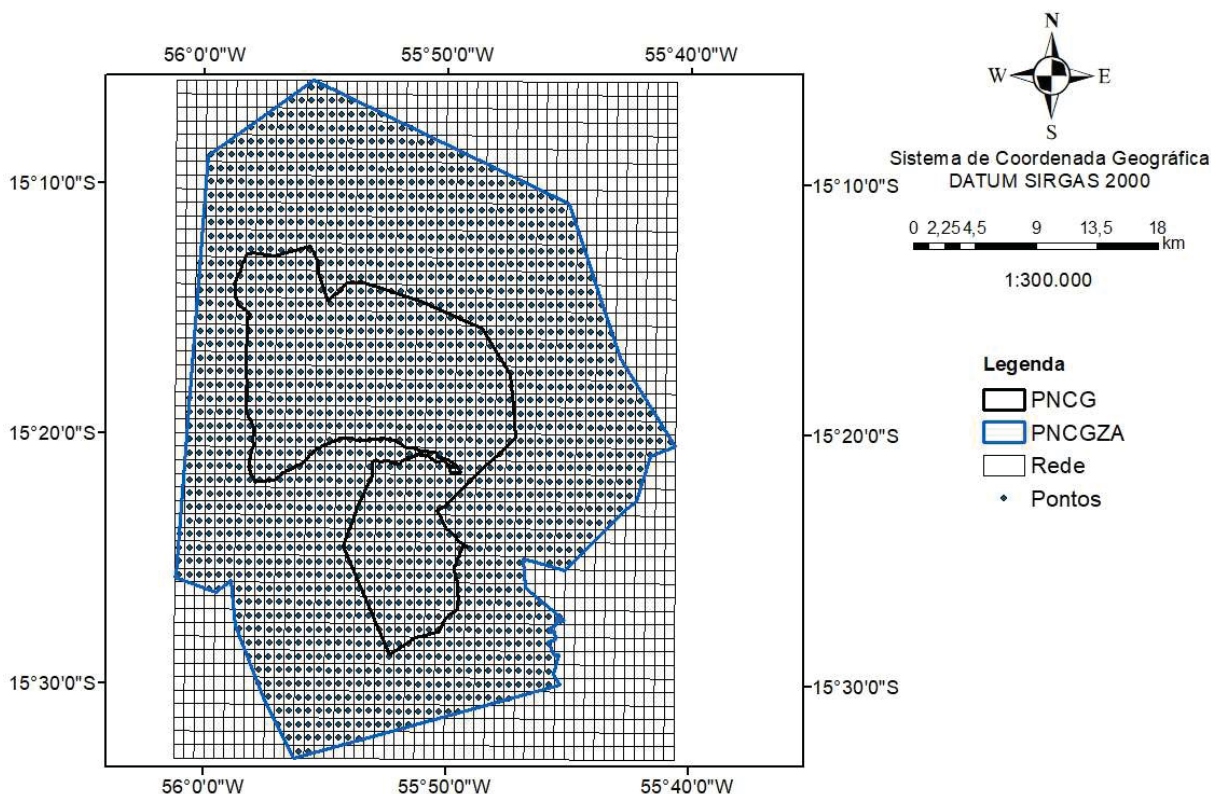 56°0'0"W 55°50'0"W 55°40'0"W
N
W E
S
Sistema de Coordenada Geográfica
DATUM SIRGAS 2000
15°10'0"S 15°10'0"S
0 2,25 4,5 9 13,5 18
km
1:300.000
Legenda
PNCG
PNCGZA
Rede
Pontos
15°20'0"S 15°20'0"S
15°30'0"S 15°30'0"S
56°0'0"W 55°50'0"W 55°40'0"W